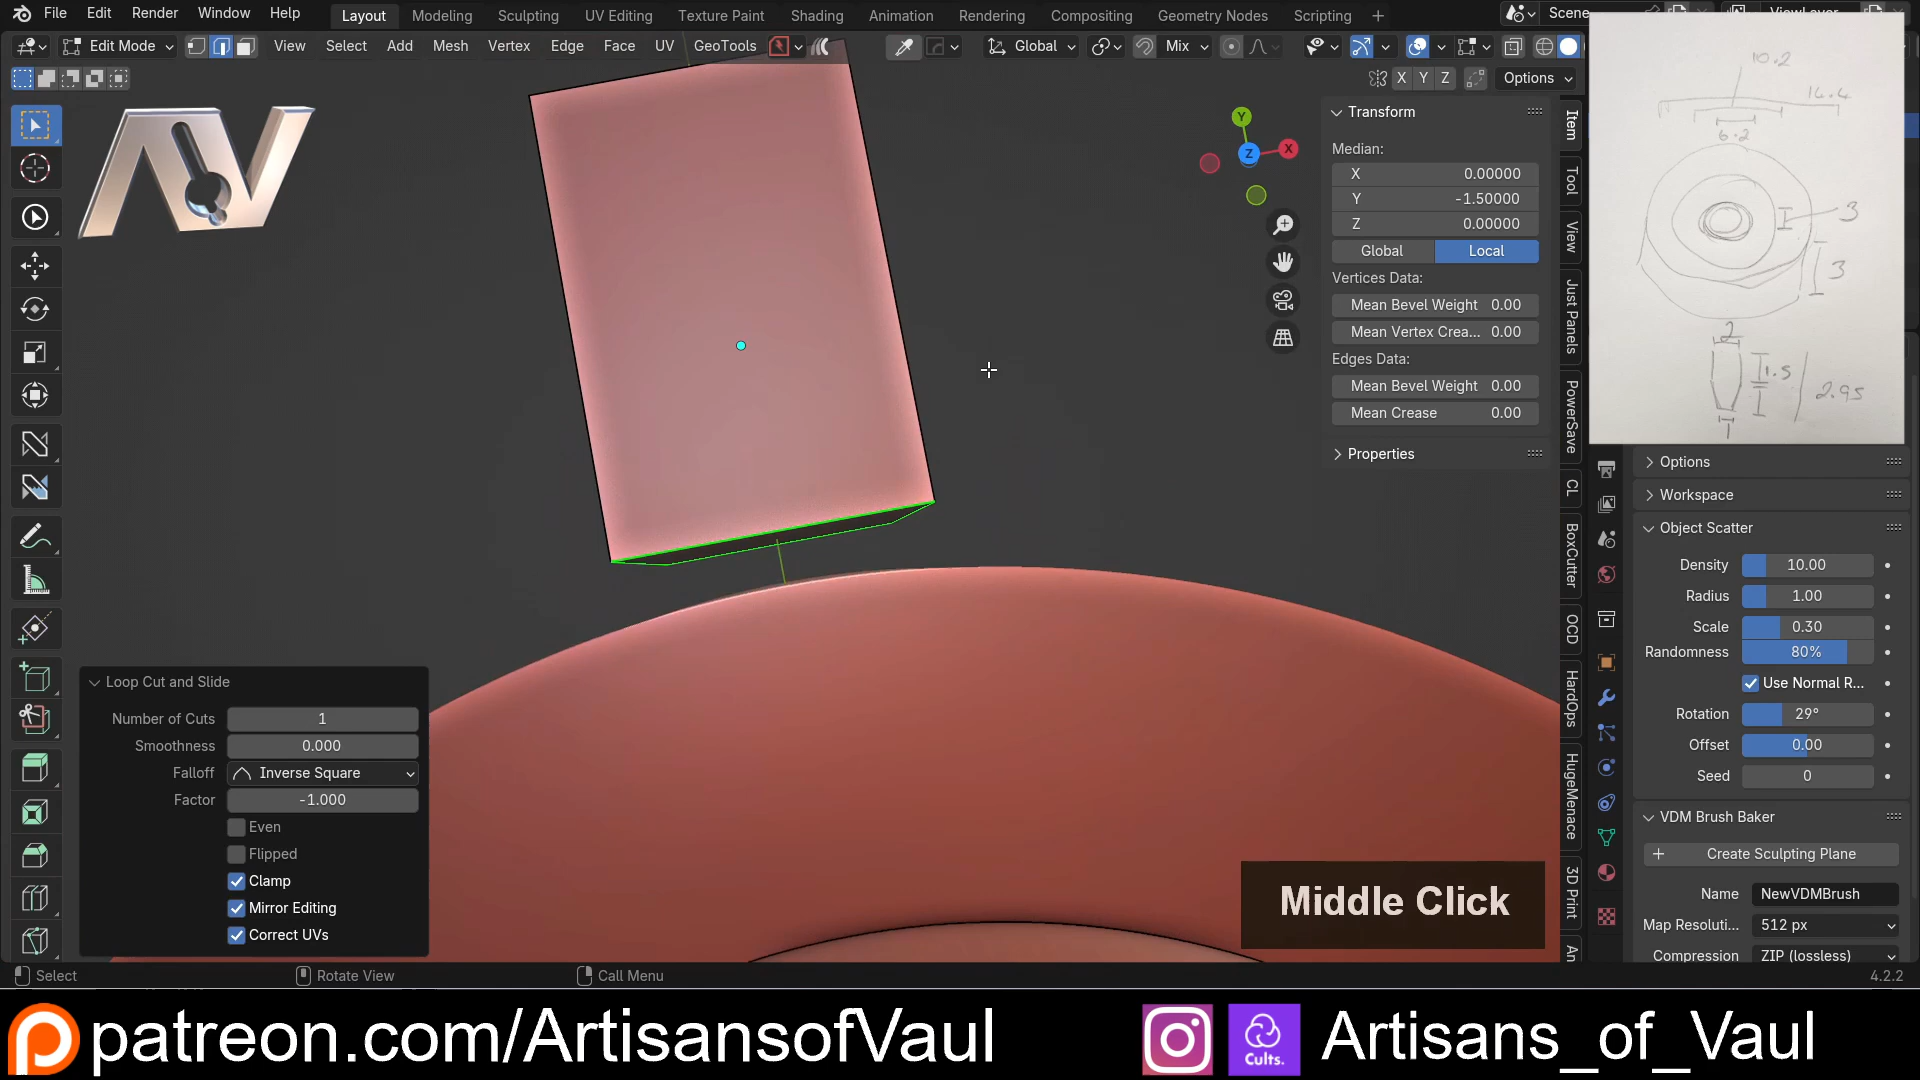 File Edit Render Window Help Layout Modeling Sculpting UV Editing Texture Paint Shading Animation Rendering Compositing Geometry Nodes Scripting + Scene ViewLayer
Edit Mode View Select Add Mesh Vertex Edge Face UV GeoTools Global Mix
X Y Z Options
AV
Y
X
Z
Transform
Median:
X 0.00000
Y -1.50000
Z 0.00000
Global Local
Vertices Data:
Mean Bevel Weight 0.00
Mean Vertex Crea... 0.00
Edges Data:
Mean Bevel Weight 0.00
Mean Crease 0.00
Properties
Item
Tool
View
Just Panels
PowerSave
CL
BoxCutter
OCD
HardOps
HugeMenace
3D Print
An
10.2
14.4
6.2
3
3
2
1.5
2.95
1
Options
Workspace
Object Scatter
Density 10.00
Radius 1.00
Scale 0.30
Randomness 80%
Use Normal R...
Rotation 29°
Offset 0.00
Seed 0
VDM Brush Baker
+ Create Sculpting Plane
Name NewVDMBrush
Map Resoluti... 512 px
Compression ZIP (lossless)
Loop Cut and Slide
Number of Cuts 1
Smoothness 0.000
Falloff Inverse Square
Factor -1.000
Even
Flipped
Clamp
Mirror Editing
Correct UVs
Middle Click
Select Rotate View Call Menu 4.2.2
patreon.com/ArtisansofVaul Cults. Artisans_of_Vaul